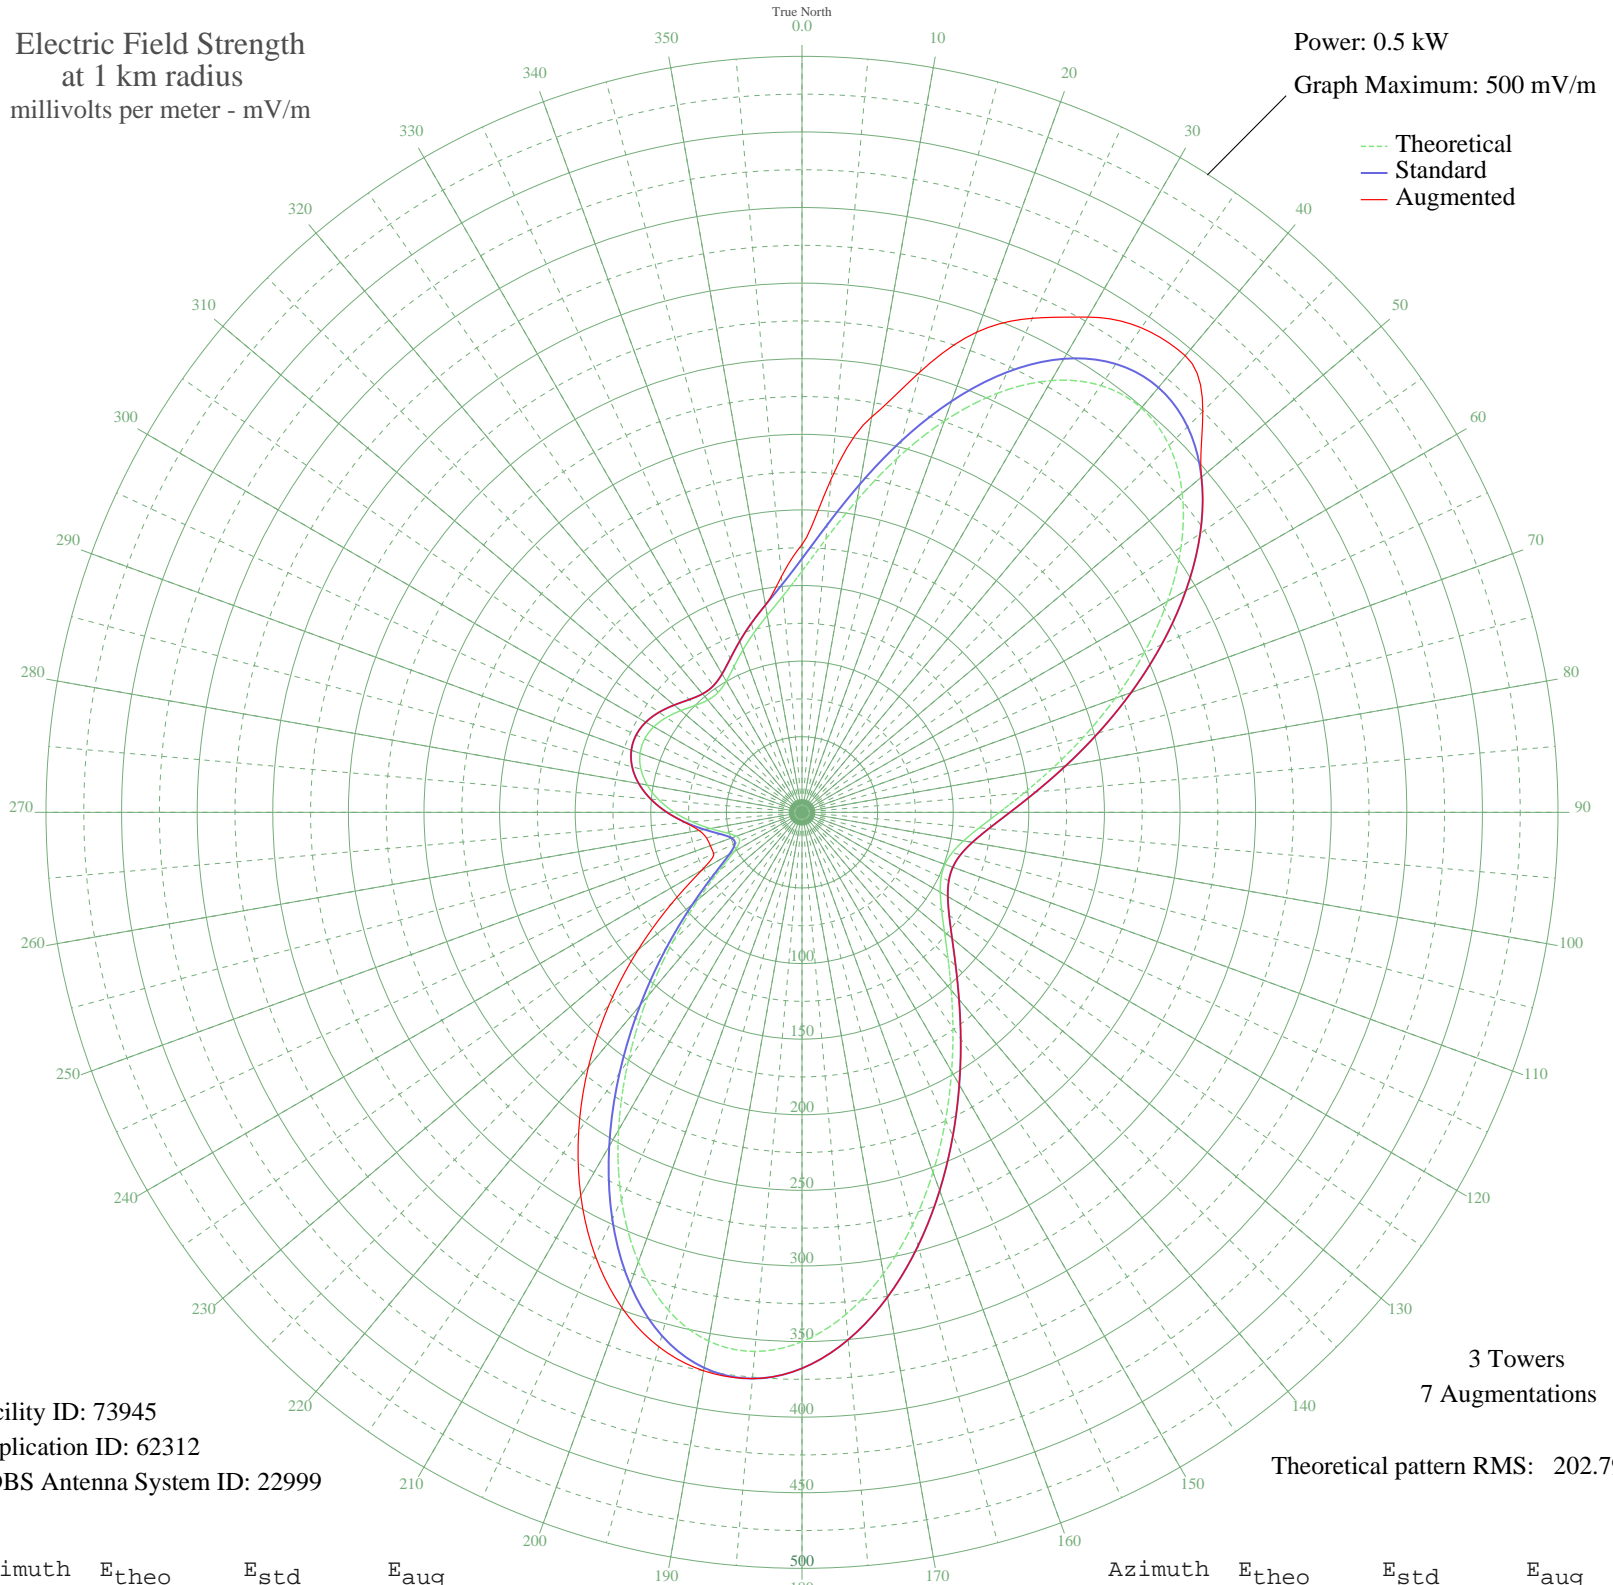 True North
0.0
Electric Field Strength
at 1 km radius
millivolts per meter - mV/m
Power: 0.5 kW
Graph Maximum: 500 mV/m
Theoretical
Standard
Augmented
350
10
340
20
330
30
320
40
310
50
300
60
290
70
280
80
270
90
260
100
250
110
240
120
230
130
220
140
210
150
200
160
190
170
100
150
200
250
300
350
400
450
500
3 Towers
7 Augmentations
Theoretical pattern RMS: 202.79
cility ID: 73945
plication ID: 62312
DBS Antenna System ID: 22999
imuth Etheo Estd Eaug Azimuth Etheo Estd Eaug